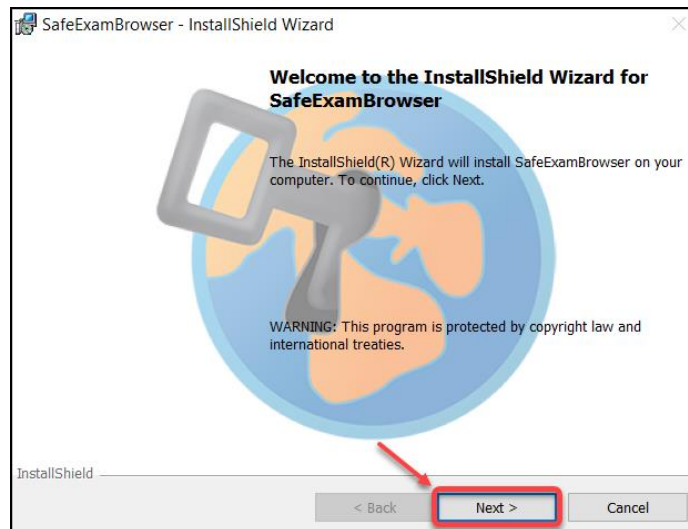 SafeExamBrowser - InstallShield Wizard
Welcome to the InstallShield Wizard for
SafeExamBrowser
The InstallShield(R) Wizard will install SafeExamBrowser on your
computer. To continue, click Next.
WARNING: This program is protected by copyright law and
international treaties.
InstallShield
< Back Next > Cancel